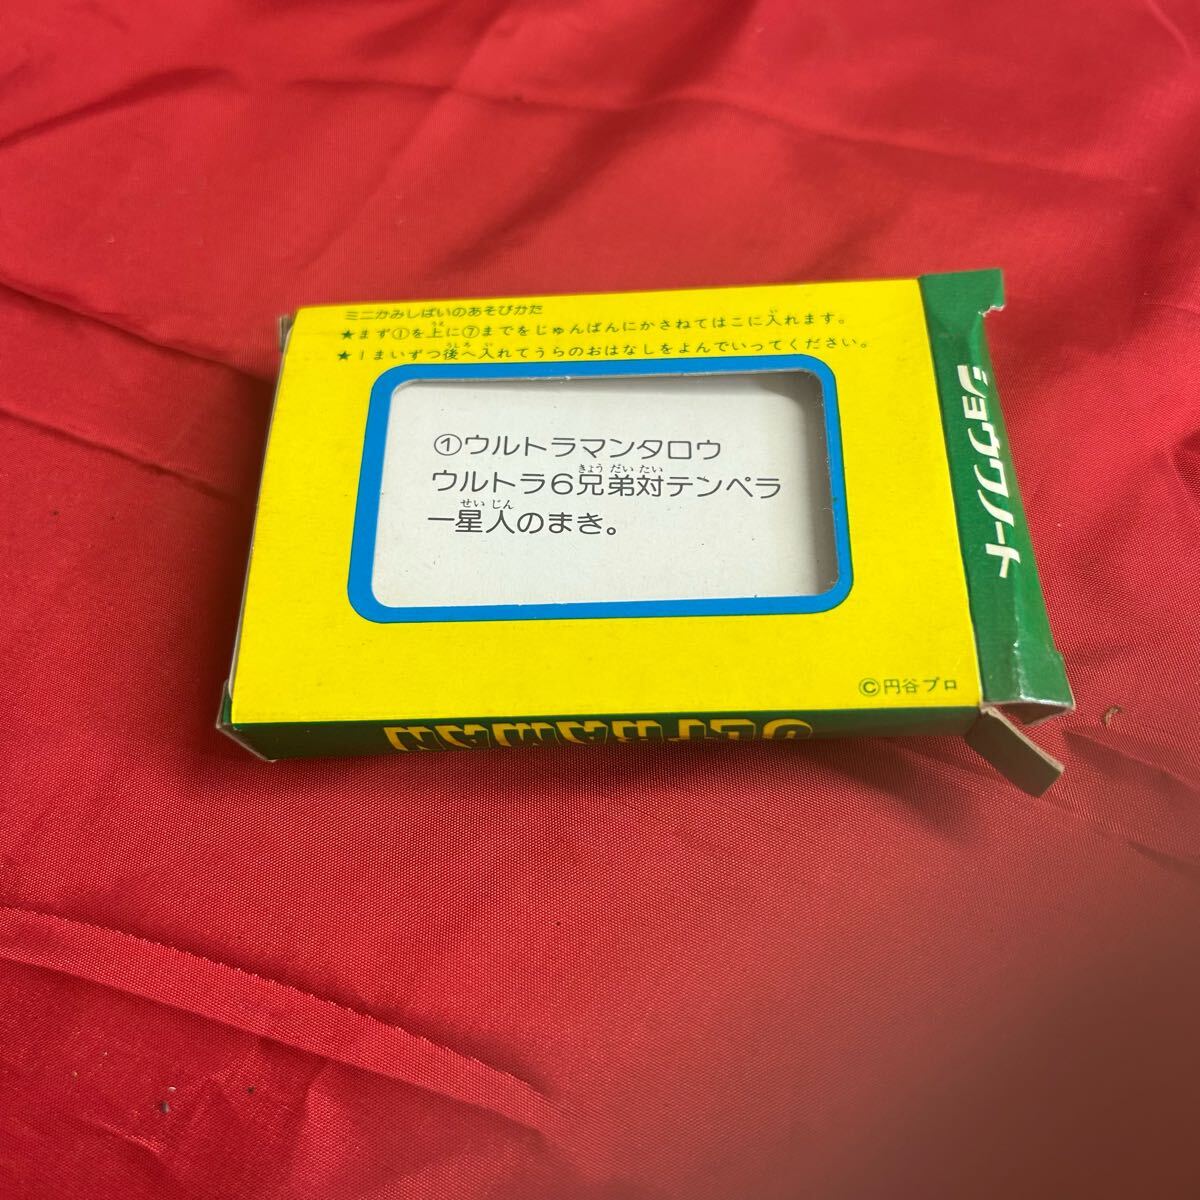 ミニかみしばいのあそびかた
★まず①を上に⑦までをじゅんばんにかさねてはこに入れます。
★1まいずつ後へ入れてうらのおはなしをよんでいってください。
①ウルトラマンタロウ
ウルトラ6兄弟対テンペラ
ー星人のまき。
©円谷プロ
ショウワノート
ULTRAMAN